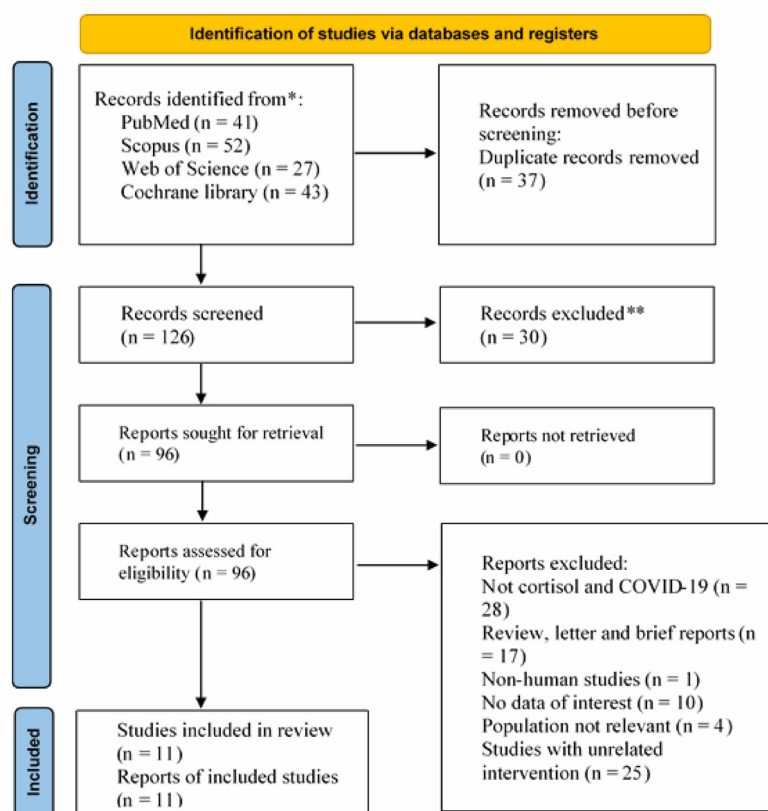 Identification of studies via databases and registers
Identification
Records identified from*:
PubMed (n = 41)
Scopus (n = 52)
Web of Science (n = 27)
Cochrane library (n = 43)
Records removed before
screening:
Duplicate records removed
(n = 37)
Screening
Records screened
(n = 126)
Records excluded**
(n = 30)
Reports sought for retrieval
(n = 96)
Reports not retrieved
(n = 0)
Reports assessed for
eligibility (n = 96)
Reports excluded:
Not cortisol and COVID-19 (n =
28)
Review, letter and brief reports (n
= 17)
Non-human studies (n = 1)
No data of interest (n = 10)
Population not relevant (n = 4)
Studies with unrelated
intervention (n = 25)
Included
Studies included in review
(n = 11)
Reports of included studies
(n = 11)